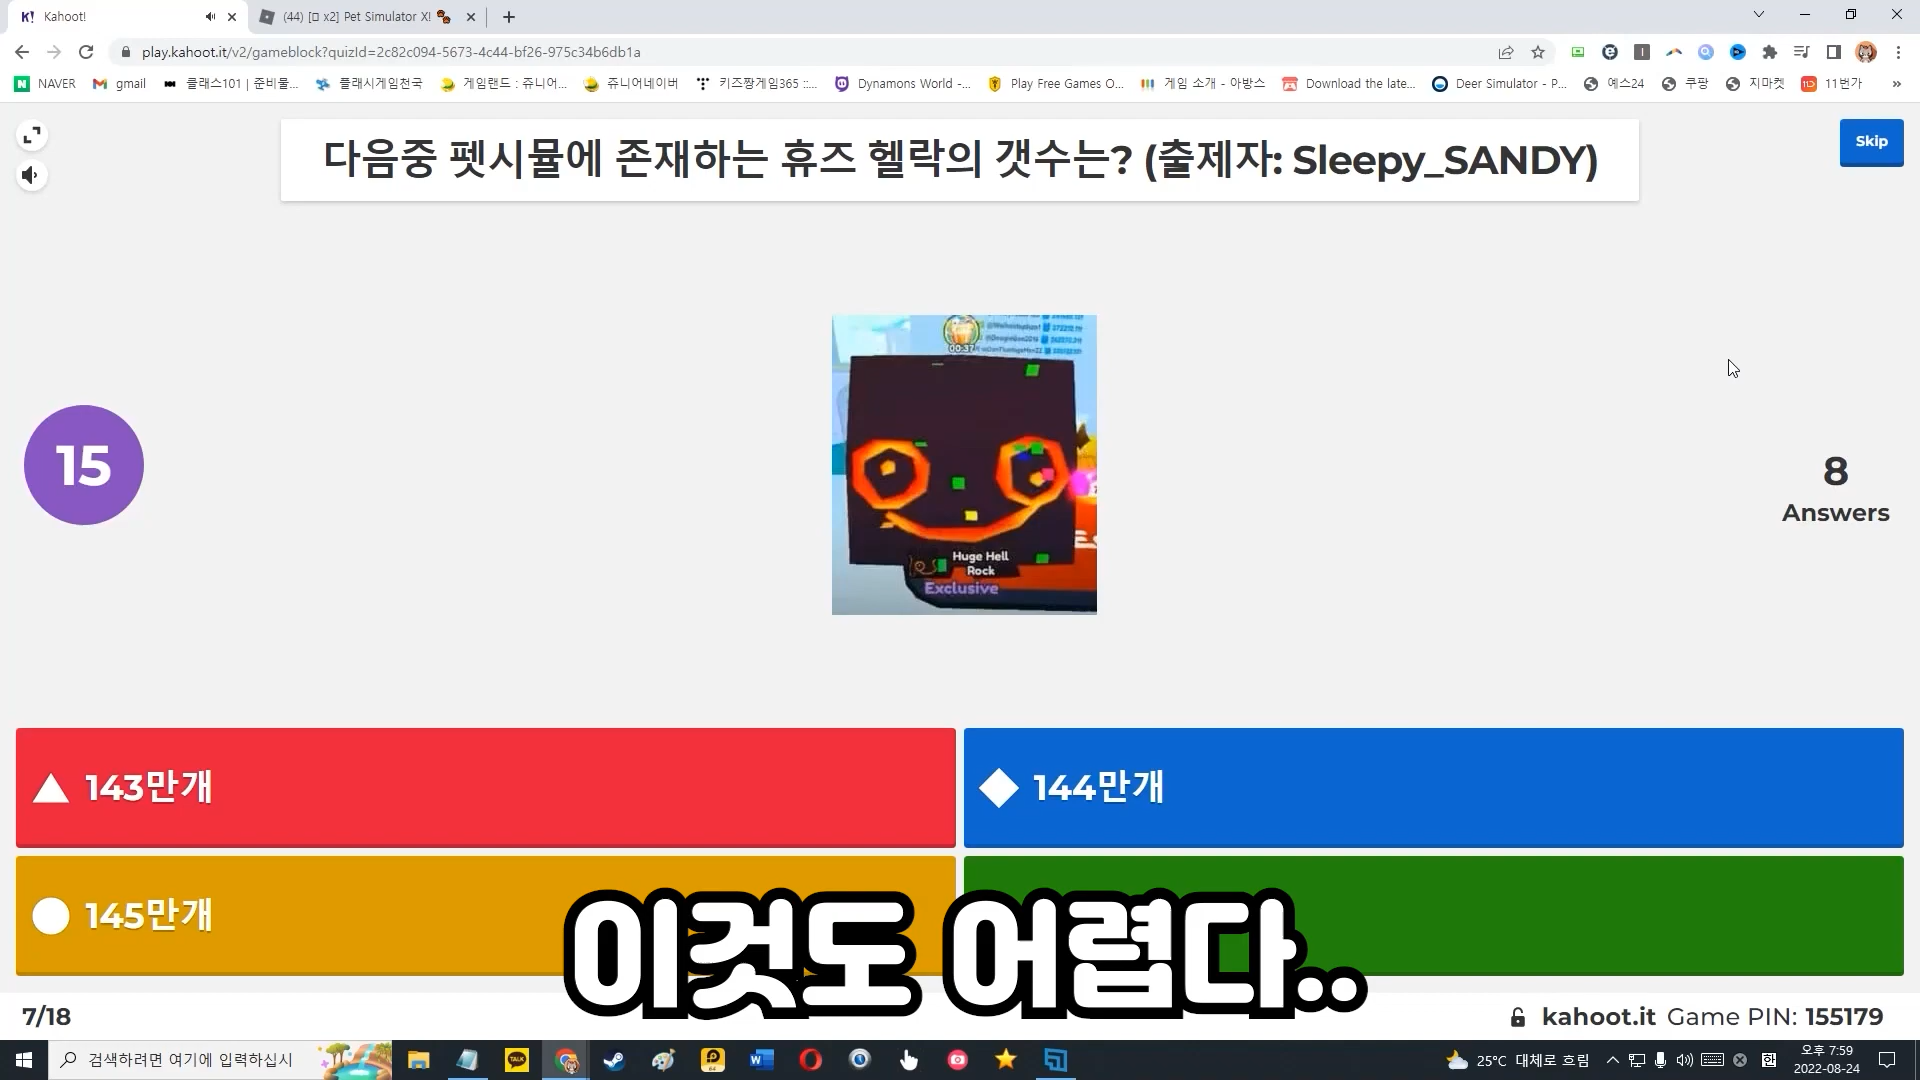 Kahoot!
(44) [ x2] Pet Simulator X!
play.kahoot.it/v2/gameblock?quizId=2c82c094-5673-4c44-bf26-975c34b6db1a
NAVER
gmail
클래스101 | 준비물...
플래시게임천국
게임랜드 : 쥬니어...
쥬니어네이버
키즈짱게임365 ::...
Dynamons World -...
Play Free Games O...
게임 소개 - 아방스
Download the late...
Deer Simulator - P...
예스24
쿠팡
지마켓
11번가
다음중 펫시뮬에 존재하는 휴즈 헬락의 갯수는? (출제자: Sleepy_SANDY)
Skip
00:37
15
8
Answers
Huge Hell
Rock
Exclusive
143만개
144만개
145만개
이것도 어렵다..
7/18
kahoot.it Game PIN: 155179
검색하려면 여기에 입력하십시
25°C 대체로 흐림
오후 7:59
2022-08-24